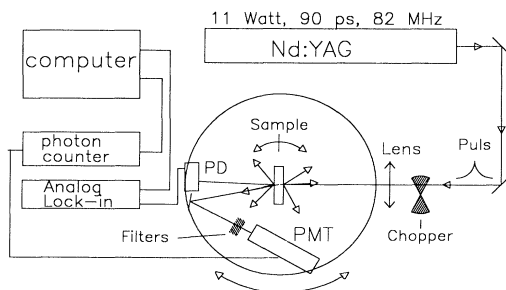 11 Watt, 90 ps, 82 MHz
Nd:YAG
computer
photon
counter
Analog
Lock-in
Sample
PD
Lens
Puls
Filters
PMT
Chopper